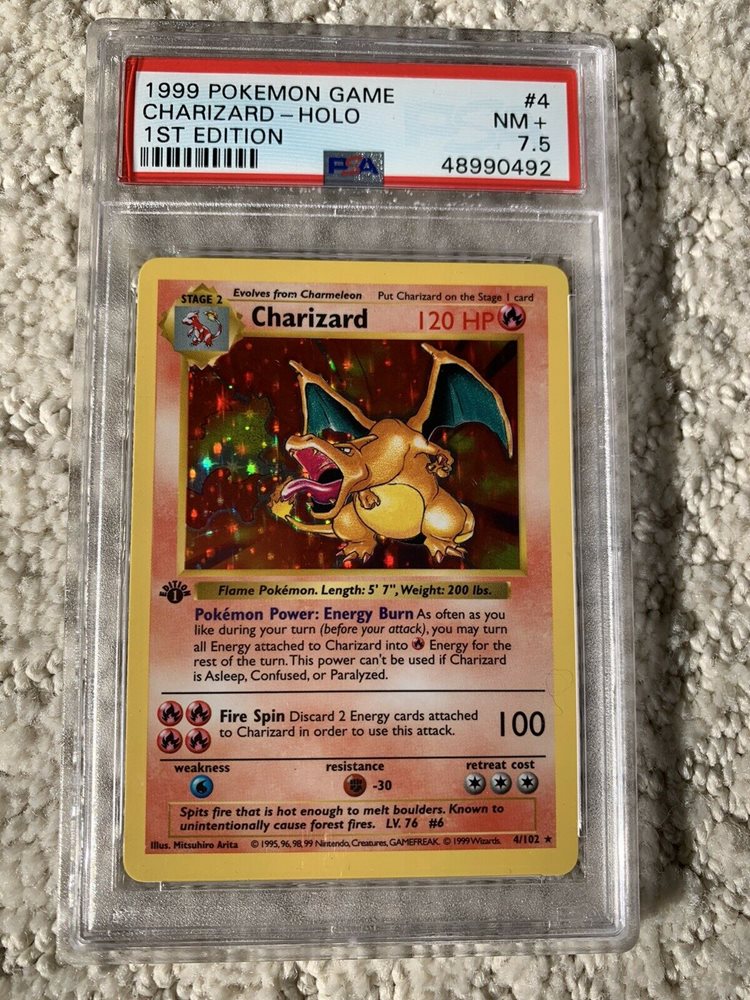 1999 POKEMON GAME #4
CHARIZARD – HOLO NM +
1ST EDITION 7.5
PSA 48990492
STAGE 2 Evolves from Charmeleon Put Charizard on the Stage 1 card
Charizard 120 HP
Flame Pokémon. Length: 5' 7", Weight: 200 lbs.
EDITION
1
Pokémon Power: Energy Burn As often as you
like during your turn (before your attack), you may turn
all Energy attached to Charizard into Energy for the
rest of the turn. This power can't be used if Charizard
is Asleep, Confused, or Paralyzed.
Fire Spin Discard 2 Energy cards attached
to Charizard in order to use this attack. 100
weakness resistance retreat cost
-30
Spits fire that is hot enough to melt boulders. Known to
unintentionally cause forest fires. LV. 76 #6
Illus. Mitsuhiro Arita © 1995, 96, 98, 99 Nintendo, Creatures, GAMEFREAK. © 1999 Wizards. 4/102 ★